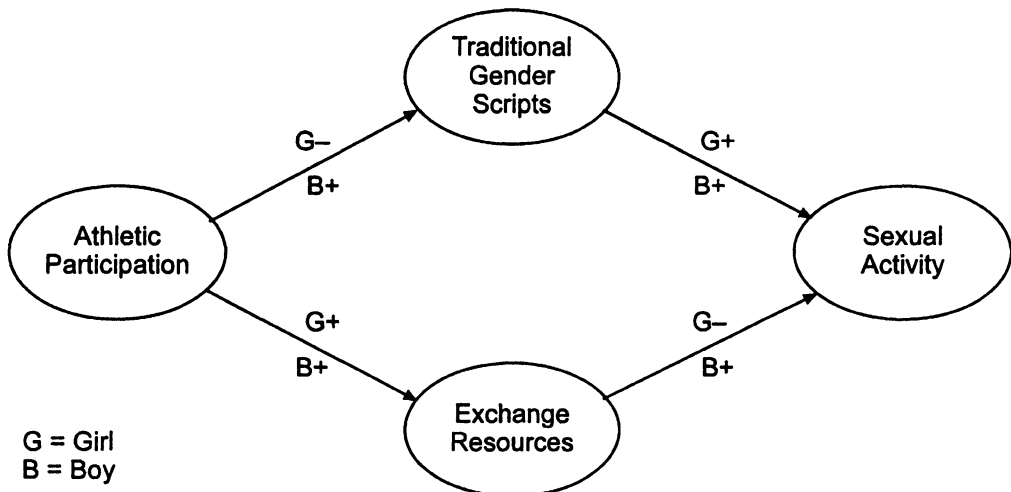 Traditional
Gender
Scripts
G–
B+
G+
B+
Athletic
Participation
Sexual
Activity
G+
B+
G–
B+
Exchange
Resources
G = Girl
B = Boy